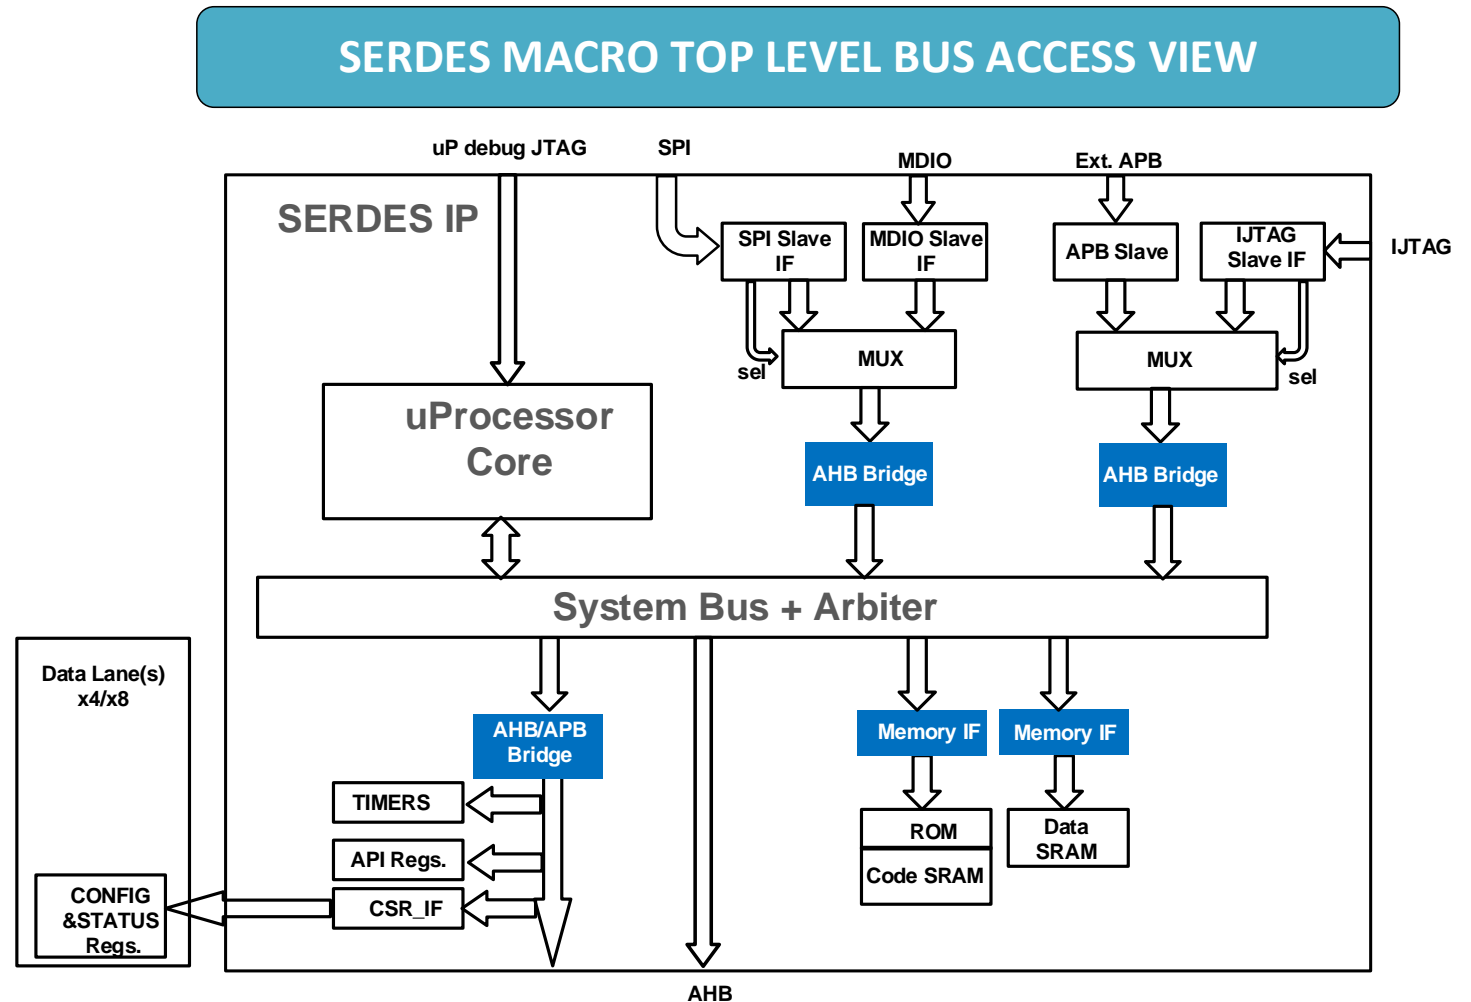 SERDES MACRO TOP LEVEL BUS ACCESS VIEW
uP debug JTAG
SPI
MDIO
Ext. APB
SERDES IP
SPI Slave
IF
MDIO Slave
IF
APB Slave
IJTAG
Slave IF
IJTAG
sel
MUX
MUX
sel
uProcessor
Core
AHB Bridge
AHB Bridge
System Bus + Arbiter
Data Lane(s)
x4/x8
AHB/APB
Bridge
Memory IF
Memory IF
TIMERS
ROM
Data
SRAM
API Regs.
Code SRAM
CONFIG
&STATUS
Regs.
CSR_IF
AHB